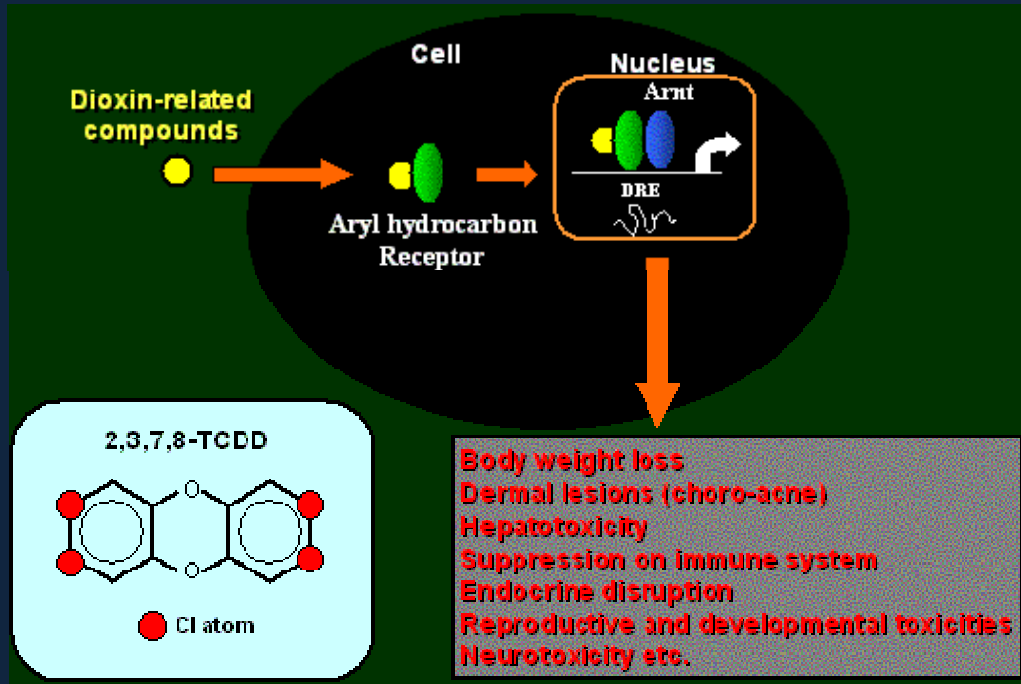 Cell
Nucleus
Arnt
Dioxin-related
compounds
DRE
Aryl hydrocarbon
Receptor
2,3,7,8-TCDD
O
O
Cl atom
Body weight loss
Dermal lesions (choro-acne)
Hepatotoxicity
Suppression on immune system
Endocrine disruption
Reproductive and developmental toxicities
Neurotoxicity etc.